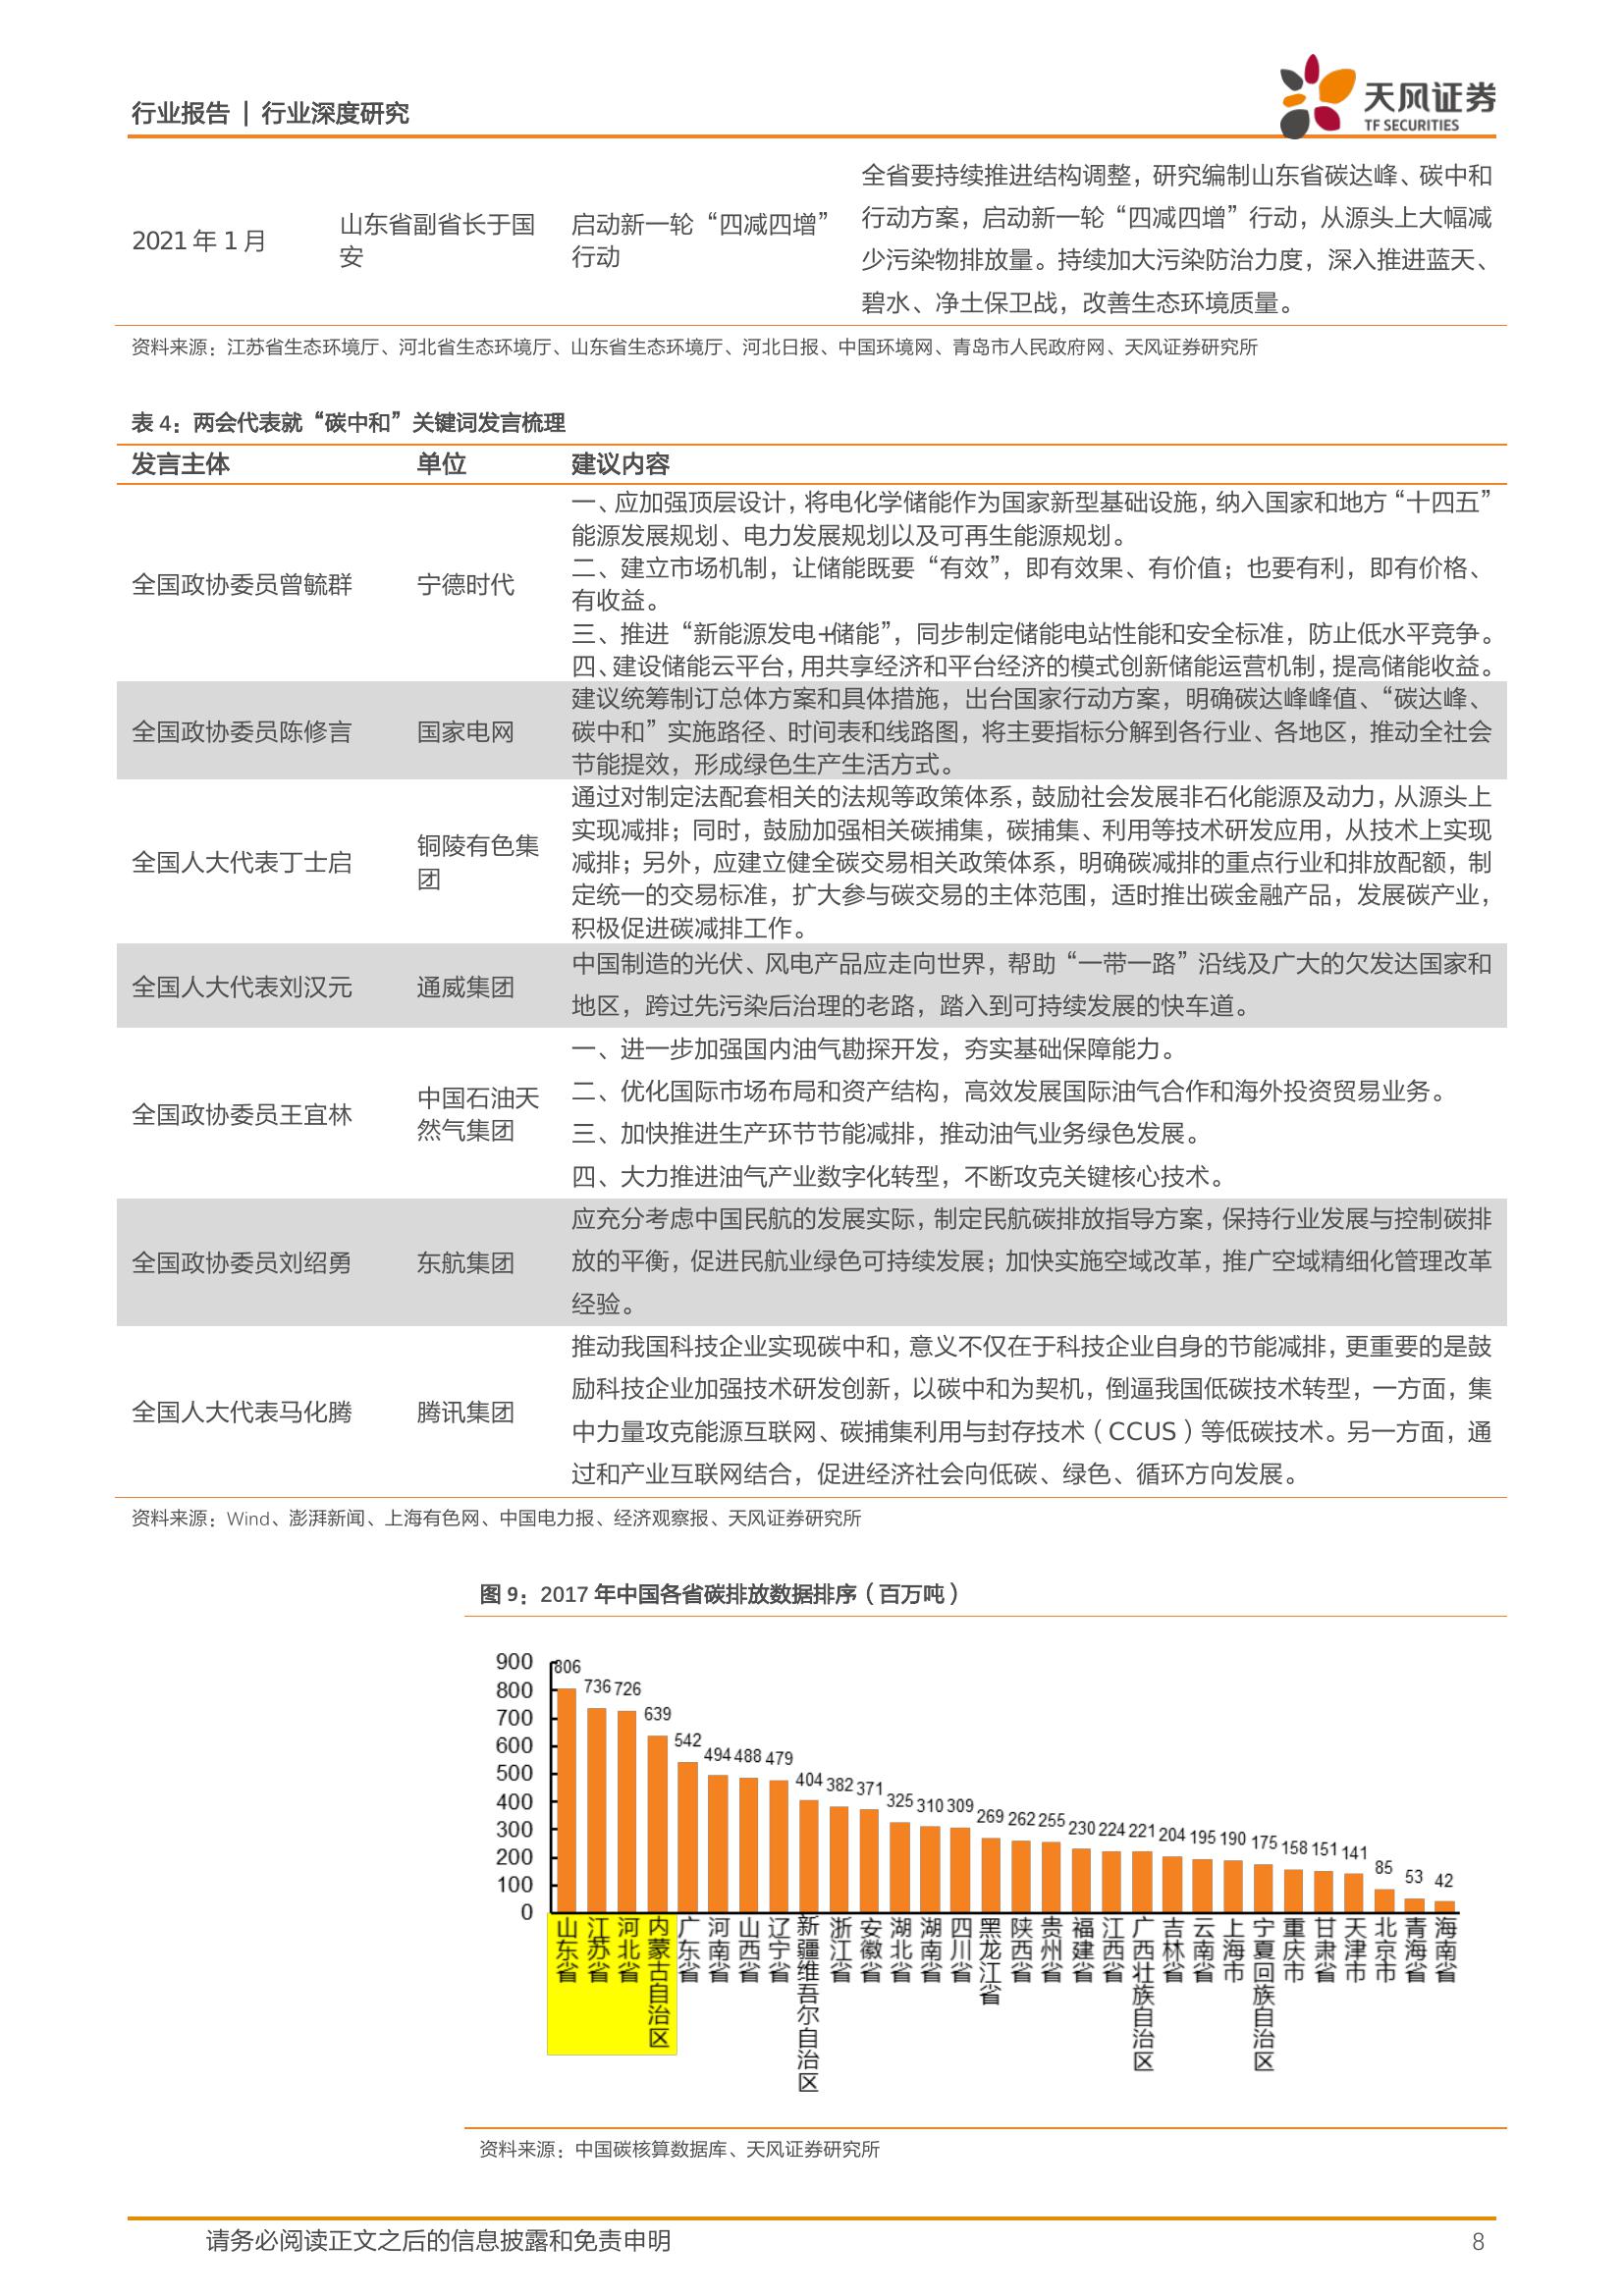 行业报告 | 行业深度研究
天风证券
TF SECURITIES
2021 年 1 月
山东省副省长于国
安
启动新一轮“四减四增”
行动
全省要持续推进结构调整，研究编制山东省碳达峰、碳中和
行动方案，启动新一轮“四减四增”行动，从源头上大幅减
少污染物排放量。持续加大污染防治力度，深入推进蓝天、
碧水、净土保卫战，改善生态环境质量。
资料来源：江苏省生态环境厅、河北省生态环境厅、山东省生态环境厅、河北日报、中国环境网、青岛市人民政府网、天风证券研究所
表 4：两会代表就“碳中和”关键词发言梳理
发言主体 单位 建议内容
全国政协委员曾毓群
宁德时代
一、应加强顶层设计，将电化学储能作为国家新型基础设施，纳入国家和地方“十四五”
能源发展规划、电力发展规划以及可再生能源规划。
二、建立市场机制，让储能既要“有效”，即有效果、有价值；也要有利，即有价格、
有收益。
三、推进“新能源发电+储能”，同步制定储能电站性能和安全标准，防止低水平竞争。
四、建设储能云平台，用共享经济和平台经济的模式创新储能运营机制，提高储能收益。
全国政协委员陈修言
国家电网
建议统筹制订总体方案和具体措施，出台国家行动方案，明确碳达峰峰值、“碳达峰、
碳中和”实施路径、时间表和线路图，将主要指标分解到各行业、各地区，推动全社会
节能提效，形成绿色生产生活方式。
全国人大代表丁士启
铜陵有色集
团
通过对制定法配套相关的法规等政策体系，鼓励社会发展非石化能源及动力，从源头上
实现减排；同时，鼓励加强相关碳捕集，碳捕集、利用等技术研发应用，从技术上实现
减排；另外，应建立健全碳交易相关政策体系，明确碳减排的重点行业和排放配额，制
定统一的交易标准，扩大参与碳交易的主体范围，适时推出碳金融产品，发展碳产业，
积极促进碳减排工作。
全国人大代表刘汉元
通威集团
中国制造的光伏、风电产品应走向世界，帮助“一带一路”沿线及广大的欠发达国家和
地区，跨过先污染后治理的老路，踏入到可持续发展的快车道。
全国政协委员王宜林
中国石油天
然气集团
一、进一步加强国内油气勘探开发，夯实基础保障能力。
二、优化国际市场布局和资产结构，高效发展国际油气合作和海外投资贸易业务。
三、加快推进生产环节节能减排，推动油气业务绿色发展。
四、大力推进油气产业数字化转型，不断攻克关键核心技术。
全国政协委员刘绍勇
东航集团
应充分考虑中国民航的发展实际，制定民航碳排放指导方案，保持行业发展与控制碳排
放的平衡，促进民航业绿色可持续发展；加快实施空域改革，推广空域精细化管理改革
经验。
全国人大代表马化腾
腾讯集团
推动我国科技企业实现碳中和，意义不仅在于科技企业自身的节能减排，更重要的是鼓
励科技企业加强技术研发创新，以碳中和为契机，倒逼我国低碳技术转型，一方面，集
中力量攻克能源互联网、碳捕集利用与封存技术（CCUS）等低碳技术。另一方面，通
过和产业互联网结合，促进经济社会向低碳、绿色、循环方向发展。
资料来源：Wind、澎湃新闻、上海有色网、中国电力报、经济观察报、天风证券研究所
图 9：2017 年中国各省碳排放数据排序（百万吨）
900
800
700
600
500
400
300
200
100
0
806 736 726 639 542 494 488 479 404 382 371 325 310 309 269 262 255 230 224 221 204 195 190 175 158 151 141 85 53 42
山东省
江苏省
河北省
内蒙古自治区
广东省
河南省
山西省
辽宁省
新疆维吾尔自治区
浙江省
安徽省
湖北省
湖南省
四川省
黑龙江省
陕西省
贵州省
福建省
江西省
广西壮族自治区
吉林省
云南省
上海市
宁夏回族自治区
重庆市
甘肃省
天津市
北京市
青海省
海南省
资料来源：中国碳核算数据库、天风证券研究所
请务必阅读正文之后的信息披露和免责申明
8